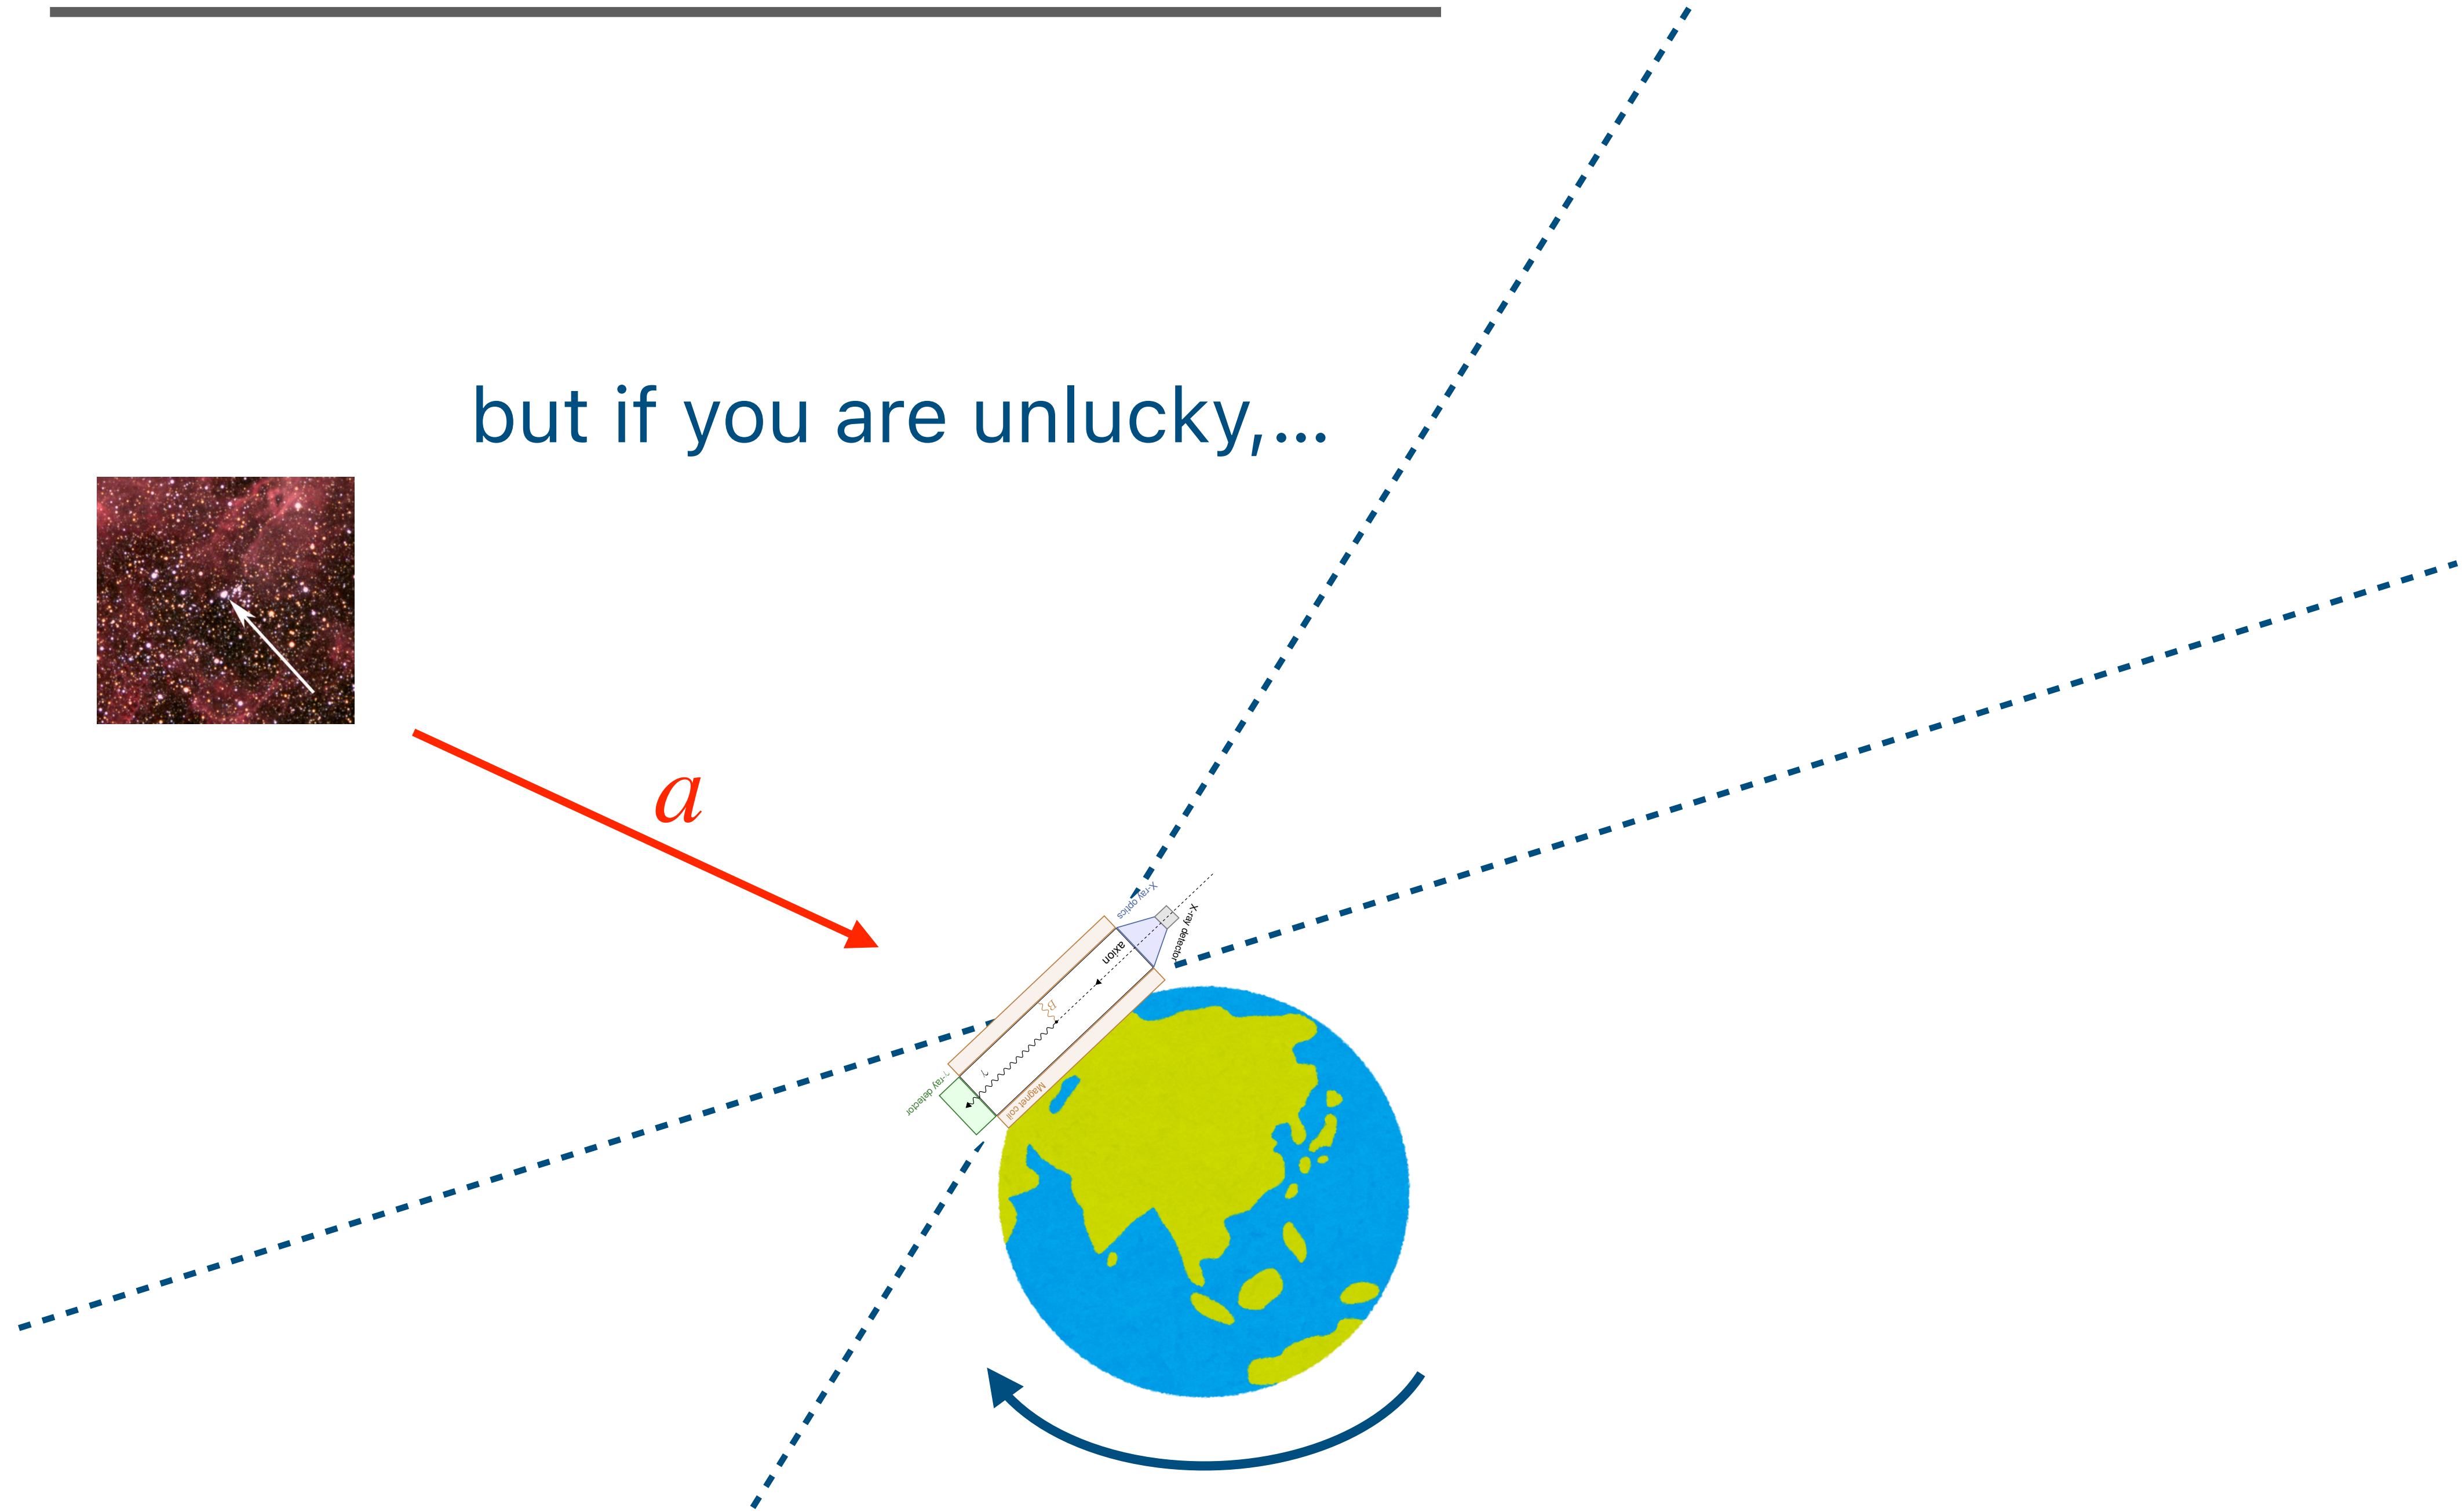 but if you are unlucky,...
a
X-ray optics
X-ray detector
axion
B
γ
γ-ray detector
Magnet coil